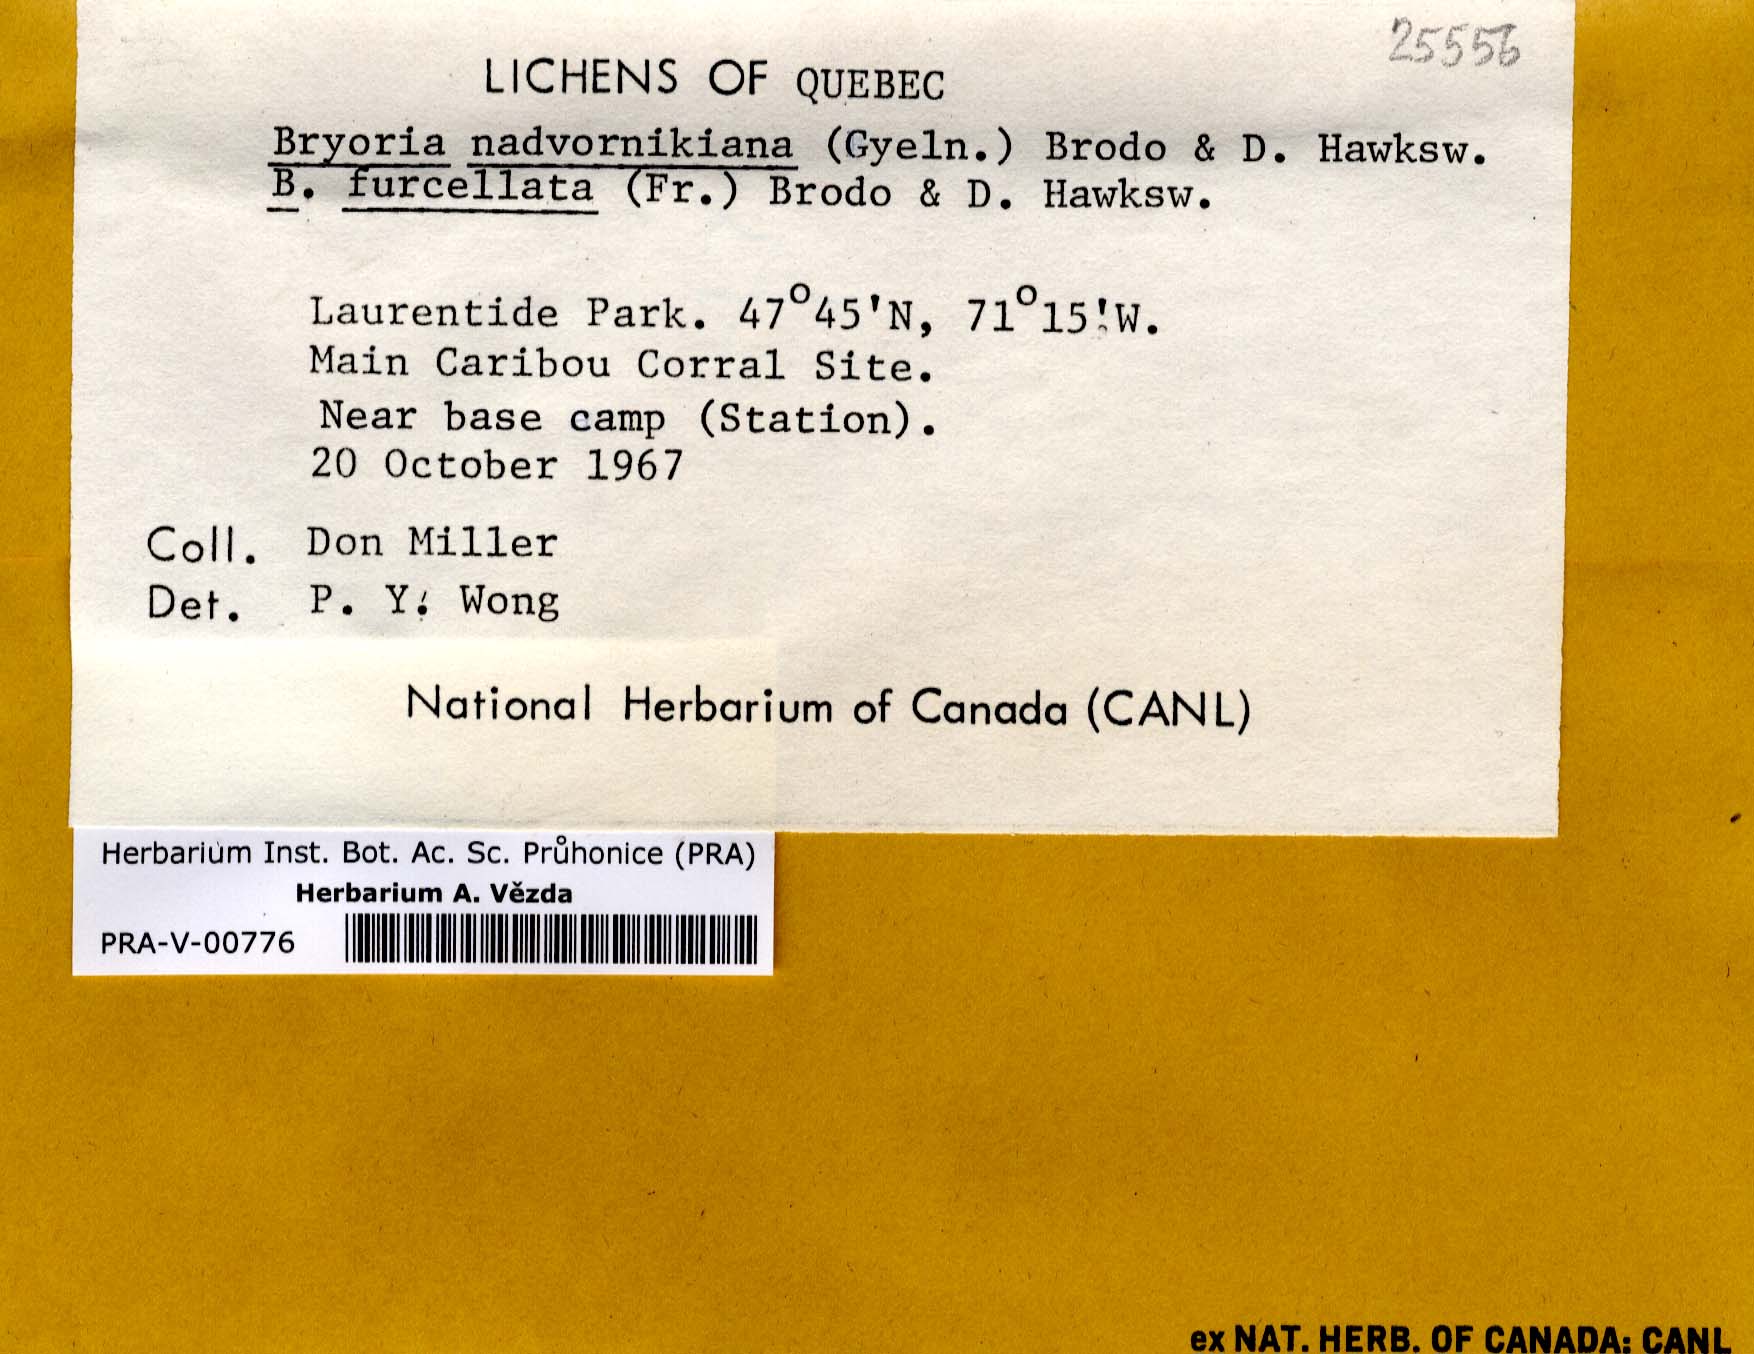 25556
LICHENS OF QUEBEC
Bryoria nadvornikiana (Gyeln.) Brodo & D. Hawksw.
B. furcellata (Fr.) Brodo & D. Hawksw.
Laurentide Park. 47°45'N, 71°15'W.
Main Caribou Corral Site.
Near base camp (Station).
20 October 1967
Coll. Don Miller
Det. P. Y. Wong
National Herbarium of Canada (CANL)
Herbarium Inst. Bot. Ac. Sc. Průhonice (PRA)
Herbarium A. Vězda
PRA-V-00776
ex NAT. HERB. OF CANADA: CANL